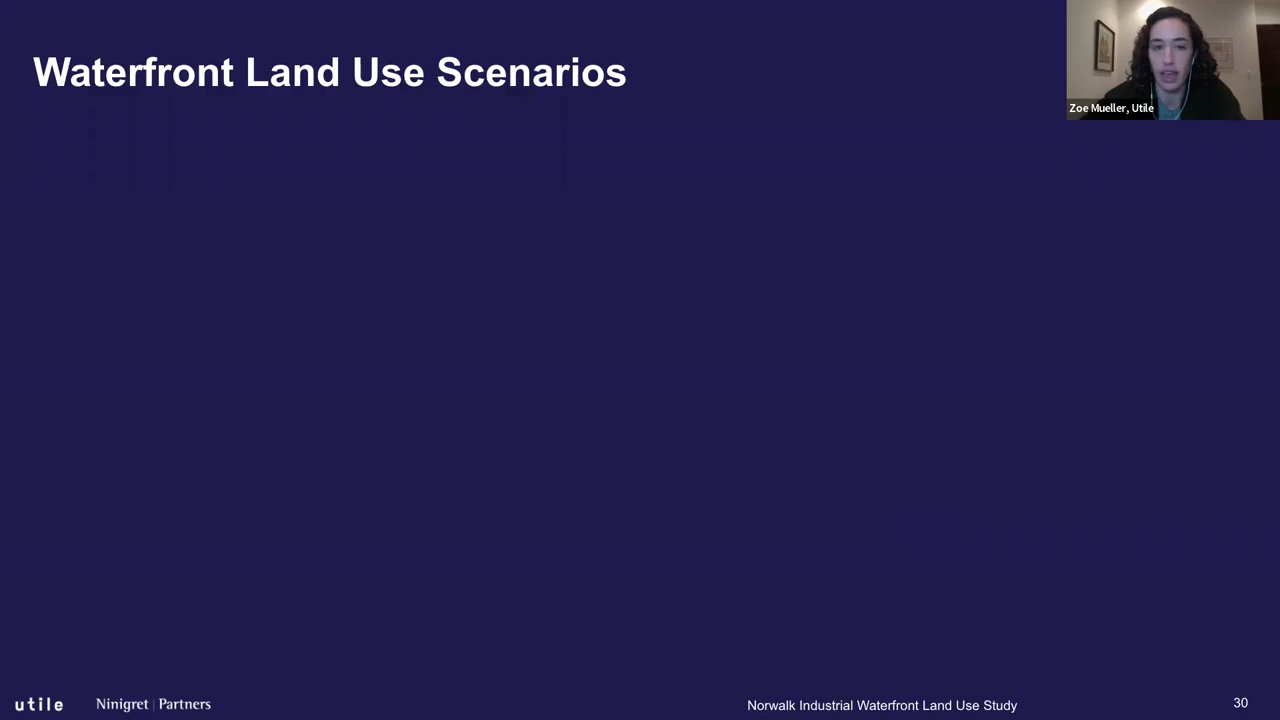 Waterfront Land Use Scenarios
Zoe Mueller, Utile
utile
Ninigret | Partners
Norwalk Industrial Waterfront Land Use Study
30